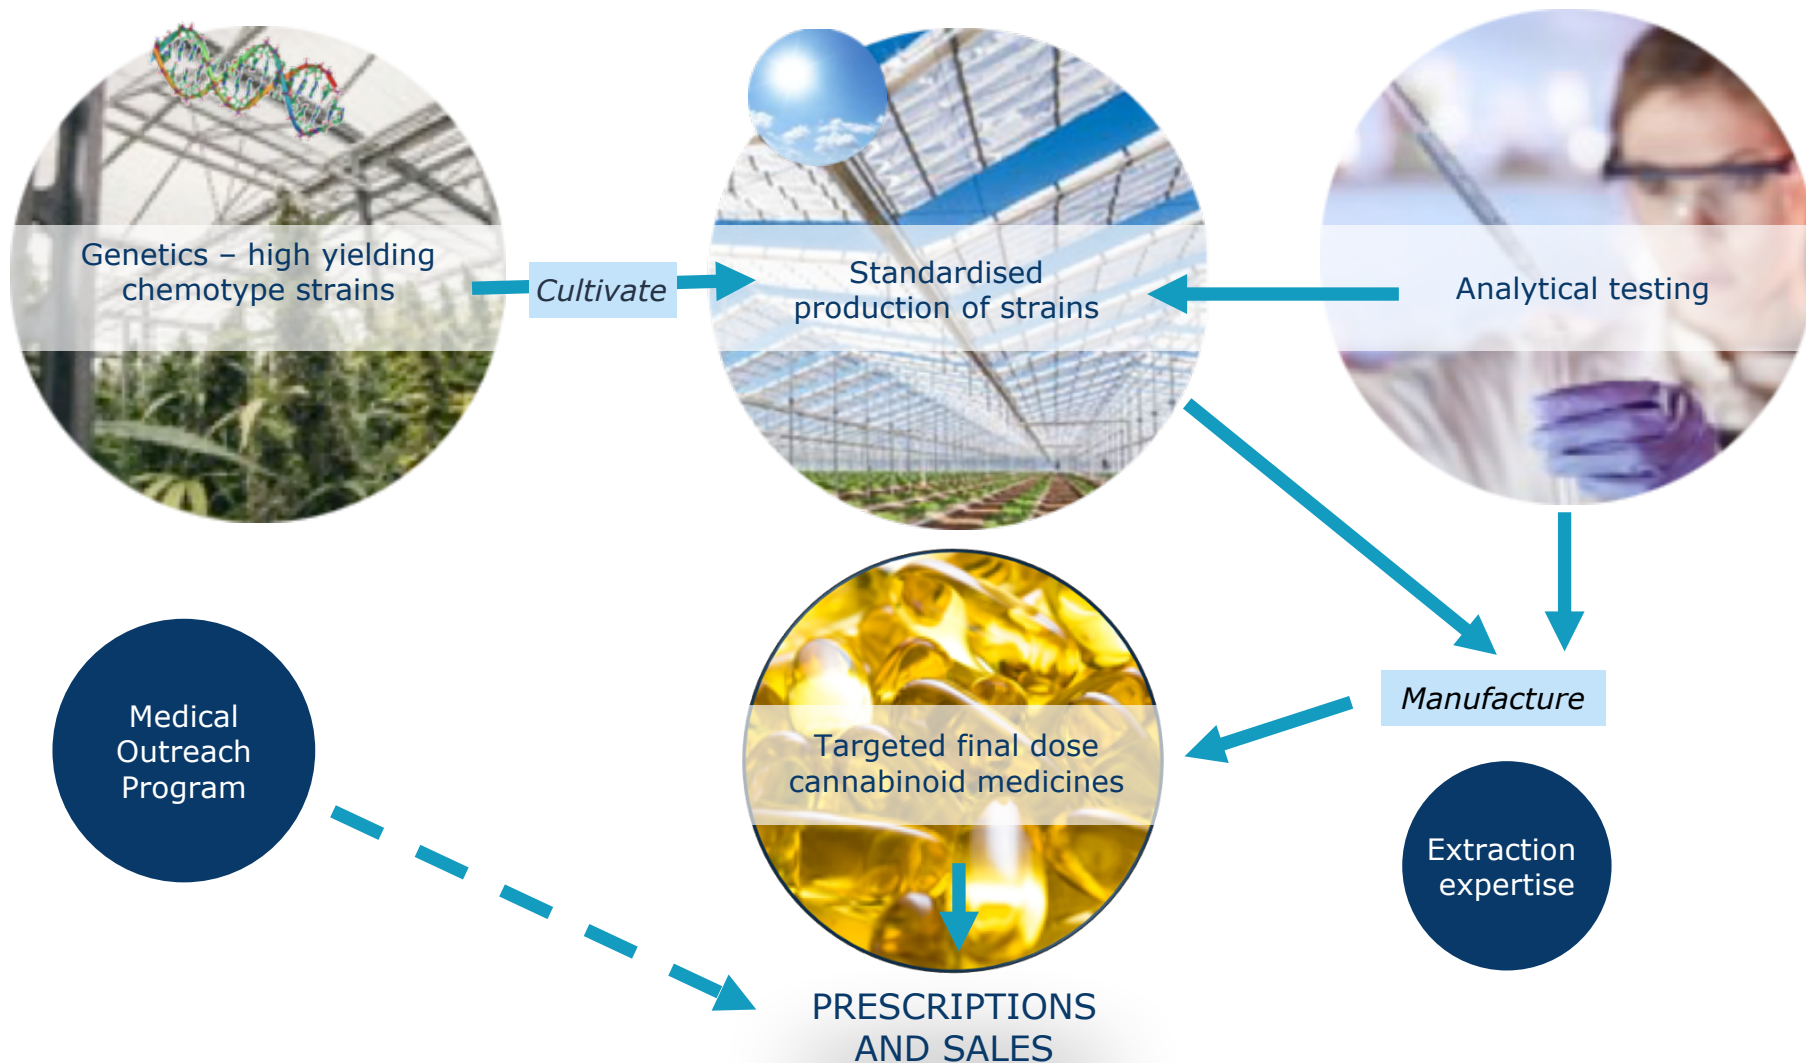 Genetics – high yielding
chemotype strains
Cultivate
Standardised
production of strains
Analytical testing
Medical
Outreach
Program
Targeted final dose
cannabinoid medicines
Manufacture
Extraction
expertise
PRESCRIPTIONS
AND SALES